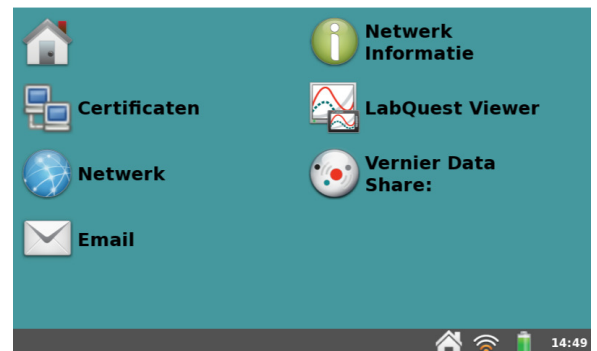 Netwerk
Informatie
Certificaten
LabQuest Viewer
Netwerk
Vernier Data
Share:
Email
14:49